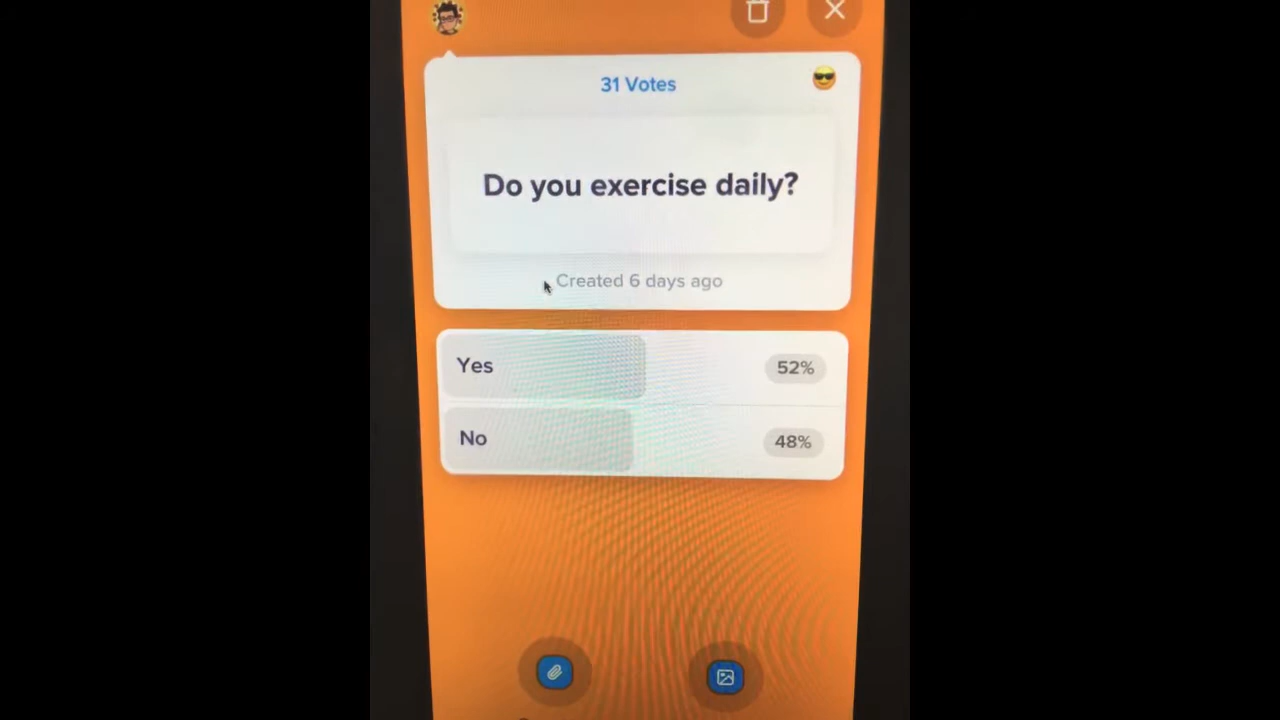 31 Votes
Do you exercise daily?
Created 6 days ago
Yes
52%
No
48%